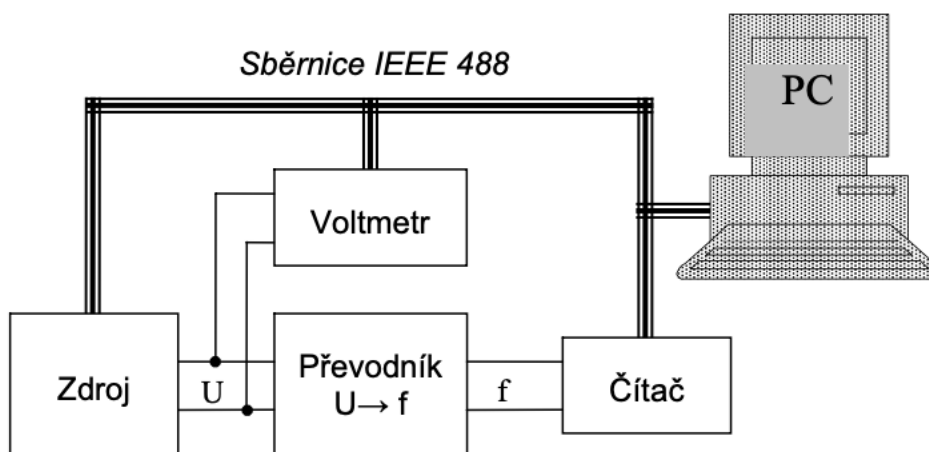 Sběrnice IEEE 488
PC
Voltmetr
Zdroj
U
Převodník
U→ f
f
Čítač